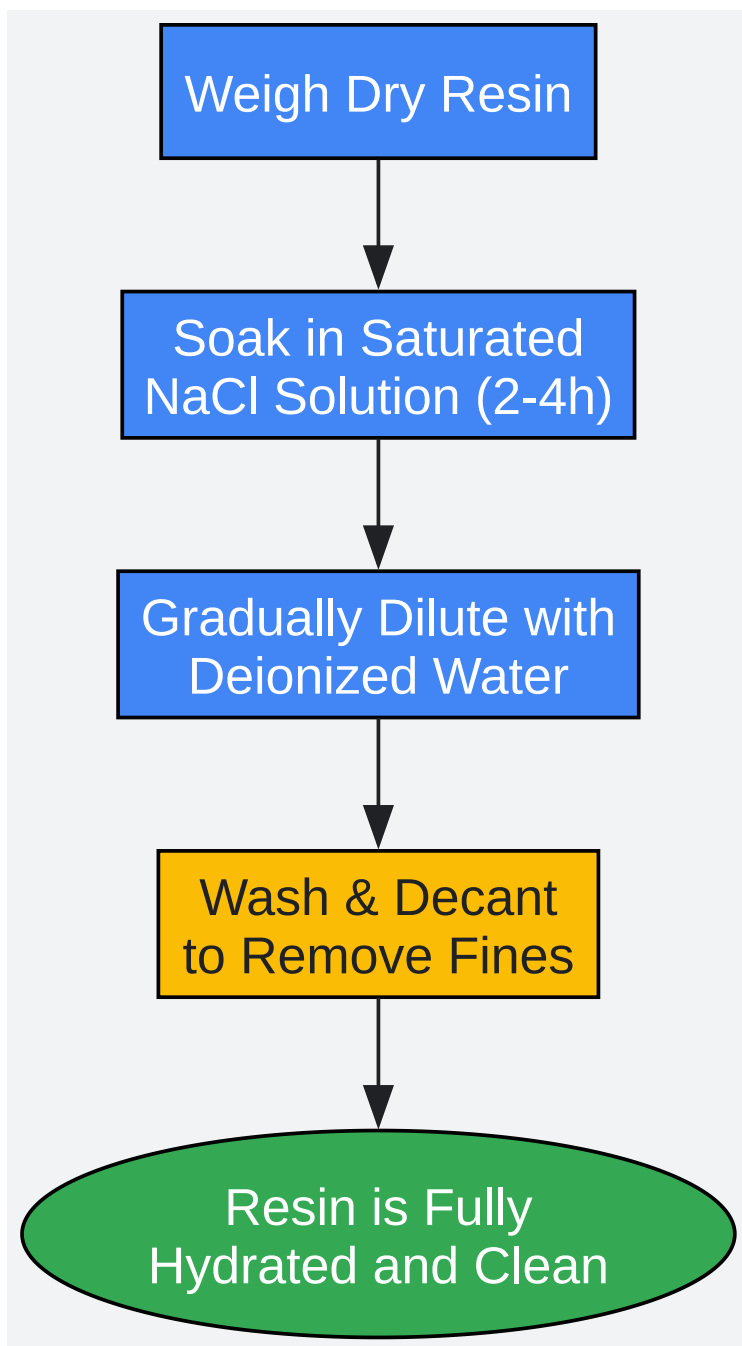 Weigh Dry Resin
Soak in Saturated
NaCl Solution (2-4h)
Gradually Dilute with
Deionized Water
Wash & Decant
to Remove Fines
Resin is Fully
Hydrated and Clean